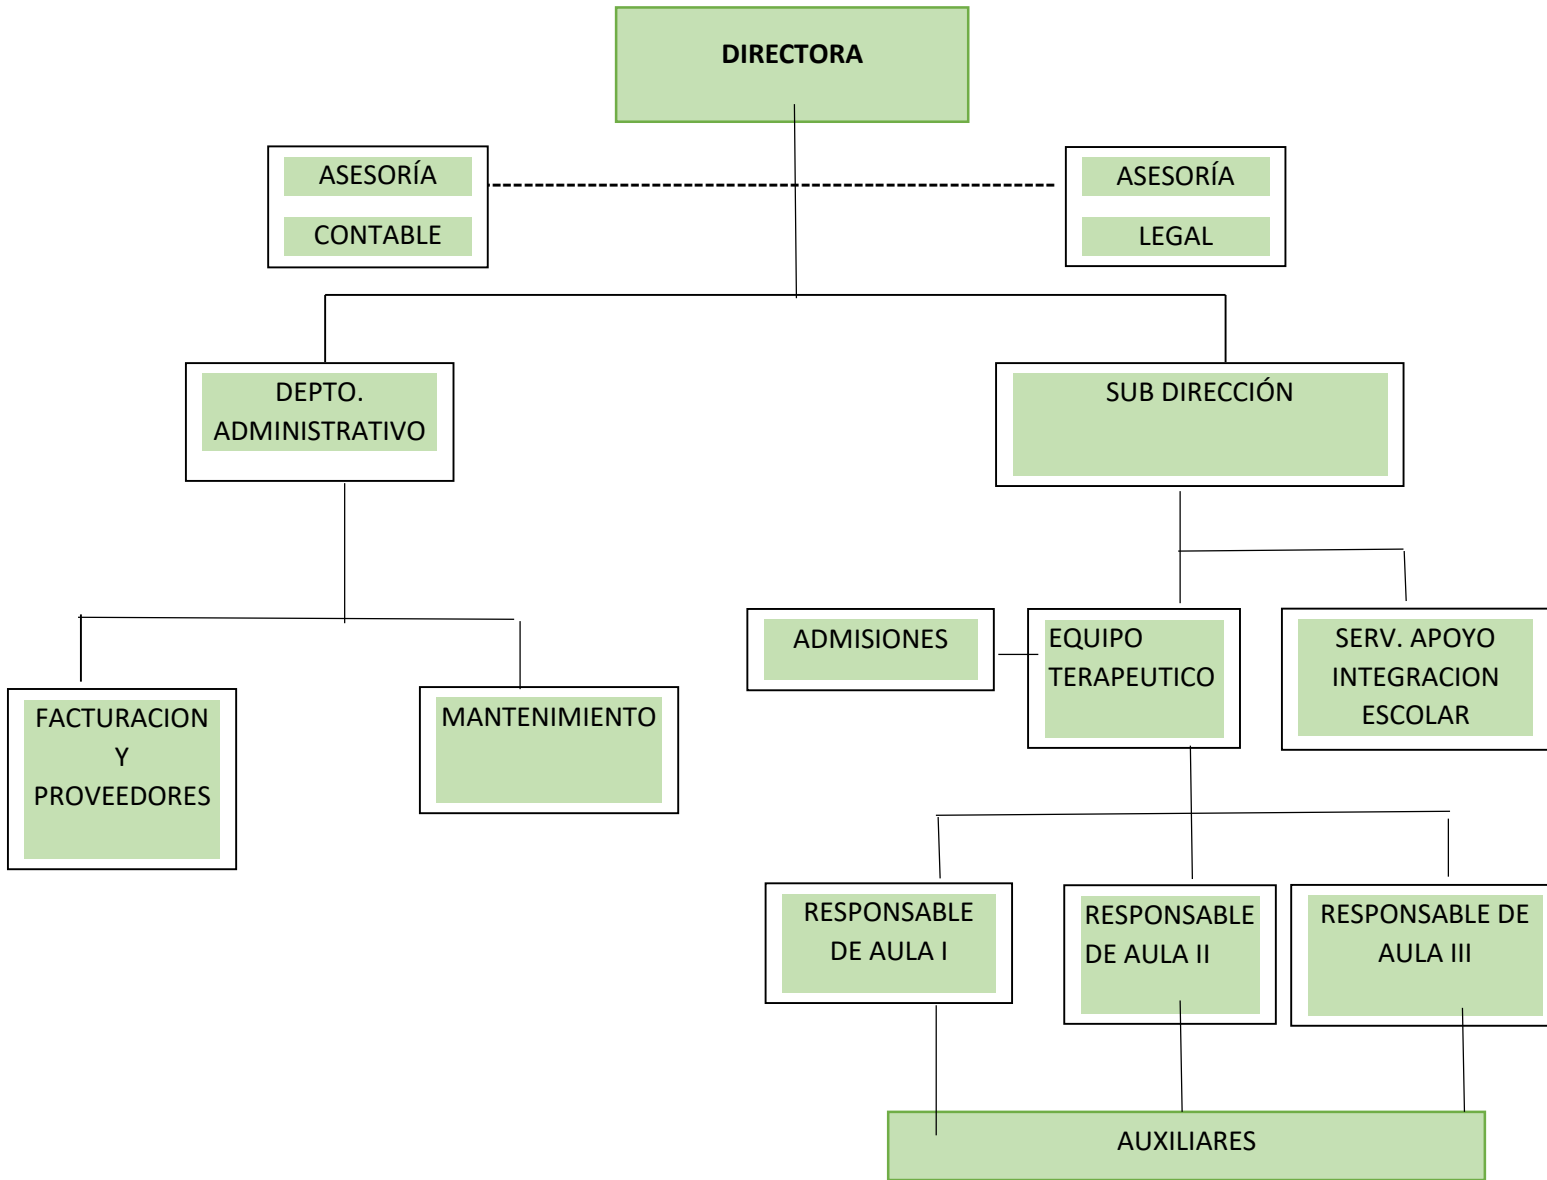 DIRECTORA
ASESORÍA
CONTABLE
ASESORÍA
LEGAL
DEPTO.
ADMINISTRATIVO
SUB DIRECCIÓN
ADMISIONES
EQUIPO
TERAPEUTICO
SERV. APOYO
INTEGRACION
ESCOLAR
FACTURACION
Y
PROVEEDORES
MANTENIMIENTO
RESPONSABLE
DE AULA I
RESPONSABLE
DE AULA II
RESPONSABLE DE
AULA III
AUXILIARES